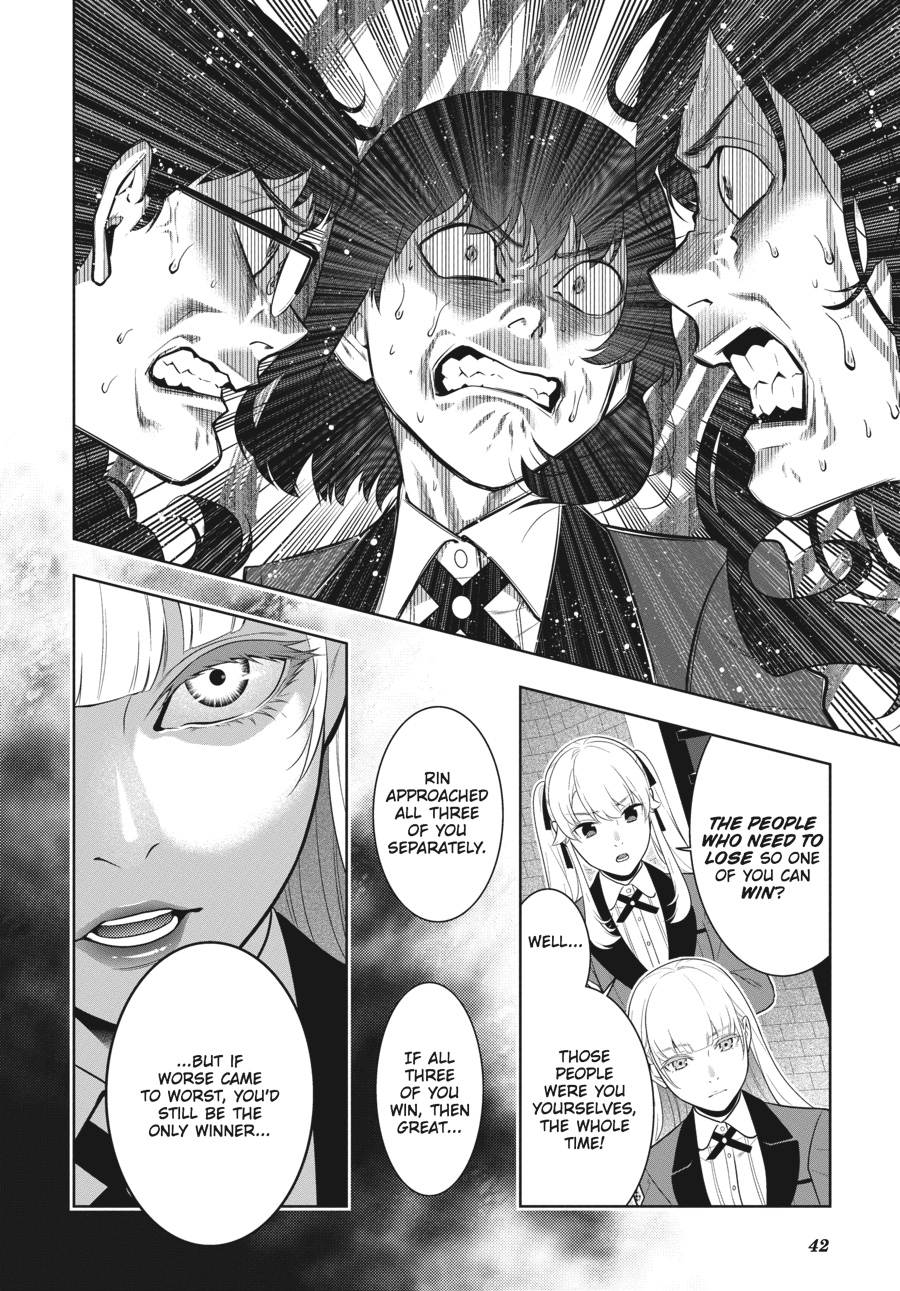 THE PEOPLE
WHO NEED TO
LOSE SO ONE
OF YOU CAN
WIN?
WELL...
THOSE
PEOPLE
WERE YOU
YOURSELVES,
THE WHOLE
TIME!
RIN
APPROACHED
ALL THREE
OF YOU
SEPARATELY.
IF ALL
THREE
OF YOU
WIN, THEN
GREAT...
...BUT IF
WORSE CAME
TO WORST, YOU'D
STILL BE THE
ONLY WINNER...
42